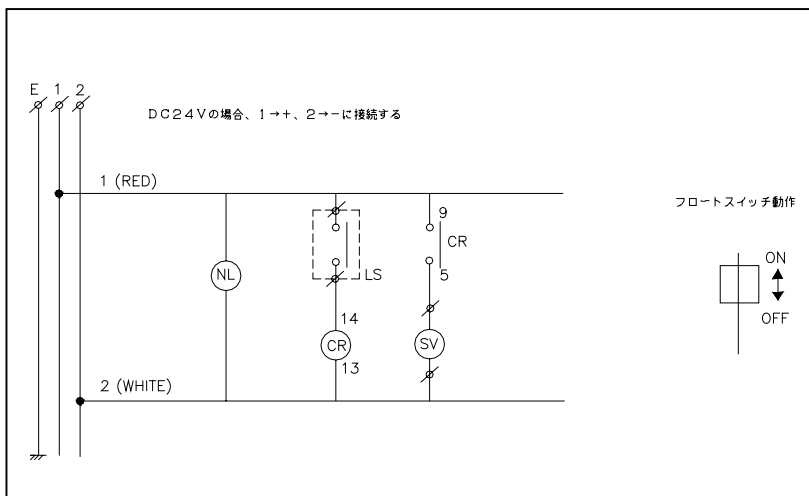 E 1 2
DC24Vの場合、1→+、2→-に接続する
1 (RED)
フロートスイッチ動作
9
CR
ON
NL
LS
5
OFF
14
CR
SV
13
2 (WHITE)